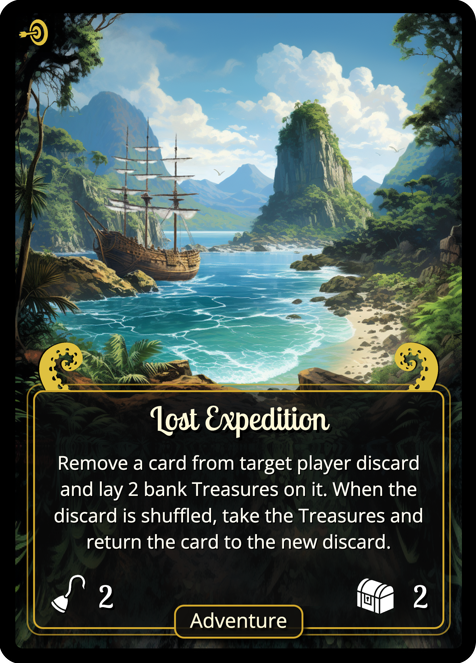 Lost Expedition
Remove a card from target player discard
and lay 2 bank Treasures on it. When the
discard is shuffled, take the Treasures and
return the card to the new discard.
2 2
Adventure